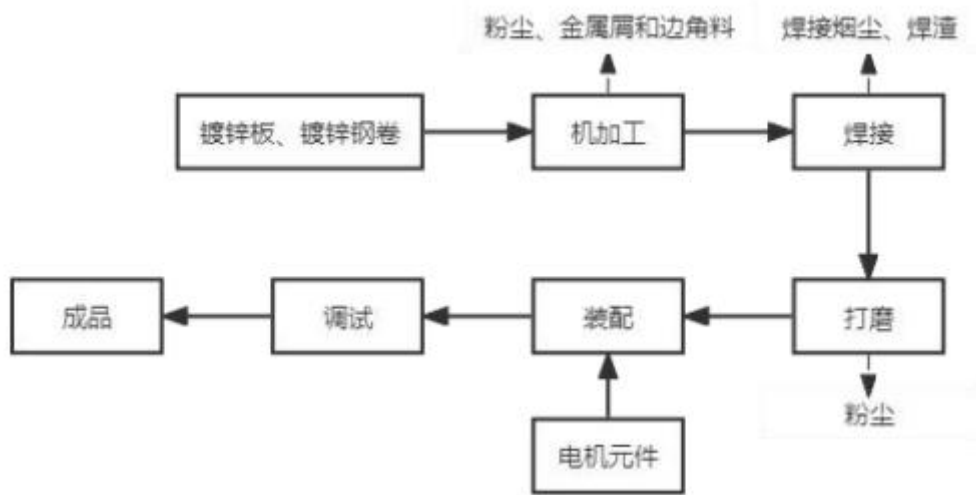 粉尘、金属屑和边角料
焊接烟尘、焊渣
镀锌板、镀锌钢卷
机加工
焊接
成品
调试
装配
打磨
粉尘
电机元件